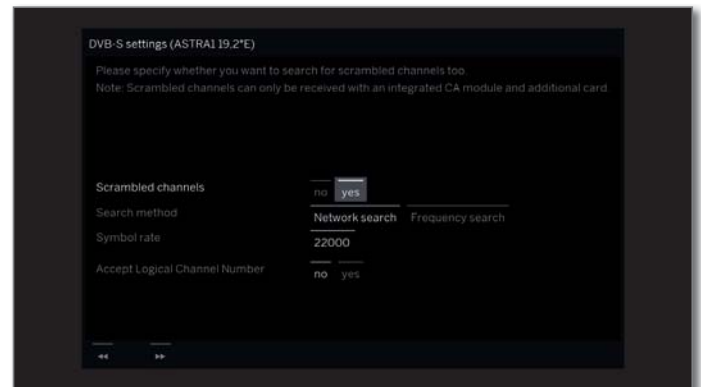 DVB-S settings (ASTRA1 19,2°E)
Please specify whether you want to search for scrambled channels too.
Note: Scrambled channels can only be received with an integrated CA module and additional card.
Scrambled channels no yes
Search method Network search Frequency search
Symbol rate 22000
Accept Logical Channel Number no yes